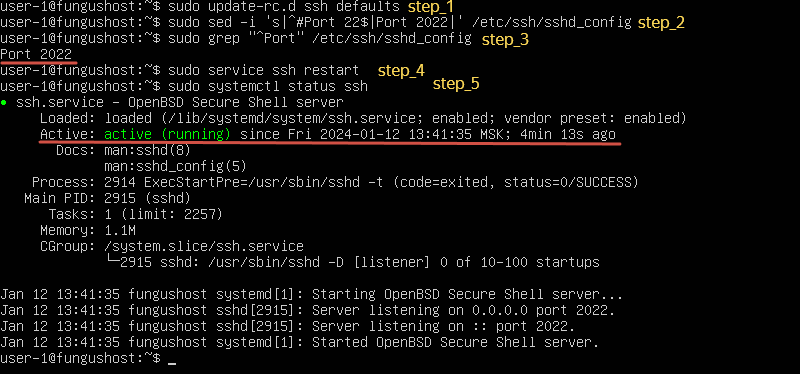 user-1@fungushost:~$ sudo update-rc.d ssh defaults step_1
user-1@fungushost:~$ sudo sed -i 's|^#Port 22$|Port 2022|' /etc/ssh/sshd_config step_2
user-1@fungushost:~$ sudo grep "^Port" /etc/ssh/sshd_config step_3
Port 2022
user-1@fungushost:~$ sudo service ssh restart step_4
user-1@fungushost:~$ sudo systemctl status ssh step_5
● ssh.service - OpenBSD Secure Shell server
Loaded: loaded (/lib/systemd/system/ssh.service; enabled; vendor preset: enabled)
Active: active (running) since Fri 2024-01-12 13:41:35 MSK; 4min 13s ago
Docs: man:sshd(8)
man:sshd_config(5)
Process: 2914 ExecStartPre=/usr/sbin/sshd -t (code=exited, status=0/SUCCESS)
Main PID: 2915 (sshd)
Tasks: 1 (limit: 2257)
Memory: 1.1M
CGroup: /system.slice/ssh.service
└─2915 sshd: /usr/sbin/sshd -D [listener] 0 of 10-100 startups
Jan 12 13:41:35 fungushost systemd[1]: Starting OpenBSD Secure Shell server...
Jan 12 13:41:35 fungushost sshd[2915]: Server listening on 0.0.0.0 port 2022.
Jan 12 13:41:35 fungushost sshd[2915]: Server listening on :: port 2022.
Jan 12 13:41:35 fungushost systemd[1]: Started OpenBSD Secure Shell server.
user-1@fungushost:~$ _